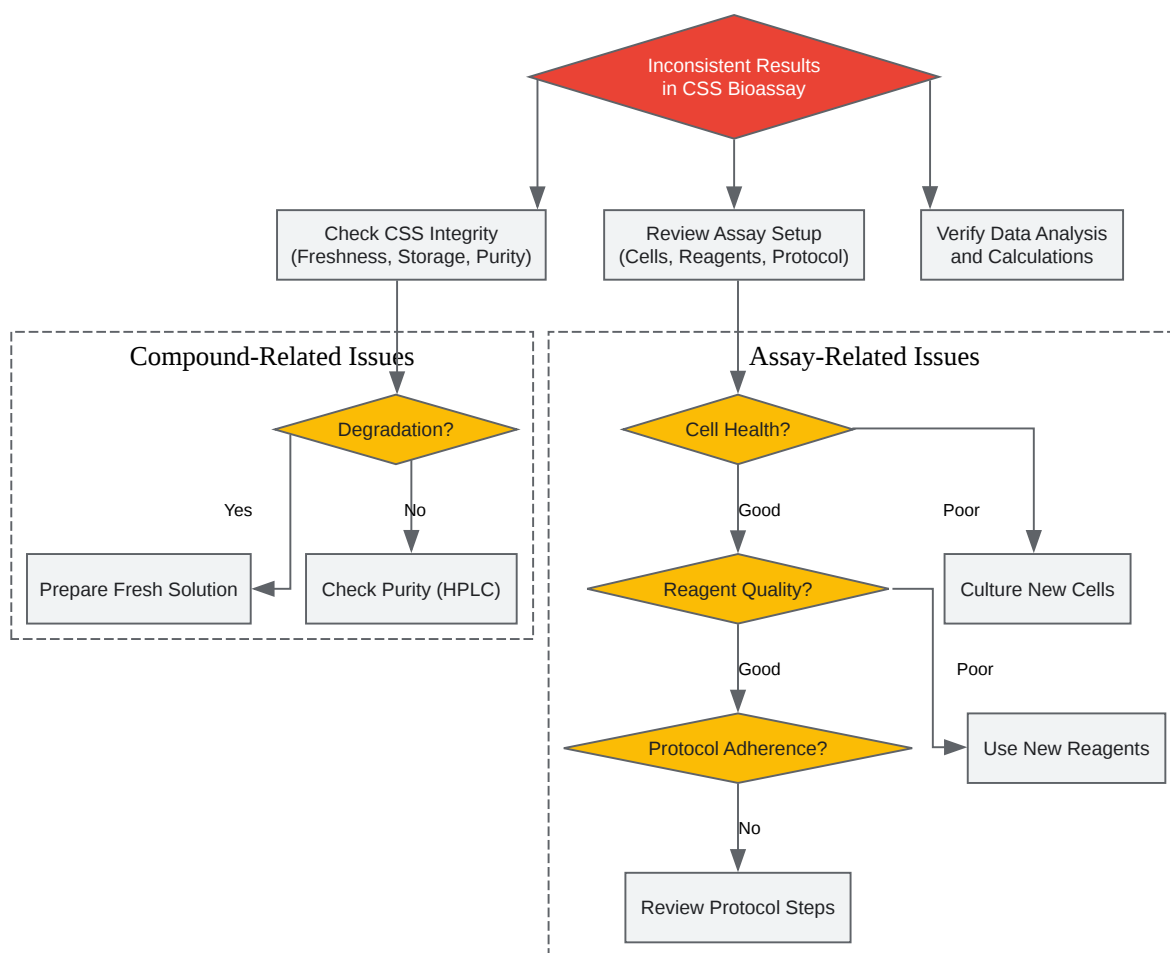 Inconsistent Results
in CSS Bioassay
Check CSS Integrity
(Freshness, Storage, Purity)
Review Assay Setup
(Cells, Reagents, Protocol)
Verify Data Analysis
and Calculations
Compound-Related Issues
Assay-Related Issues
Degradation?
Cell Health?
Yes
No
Good
Poor
Prepare Fresh Solution
Check Purity (HPLC)
Reagent Quality?
Culture New Cells
Good
Poor
Protocol Adherence?
Use New Reagents
No
Review Protocol Steps